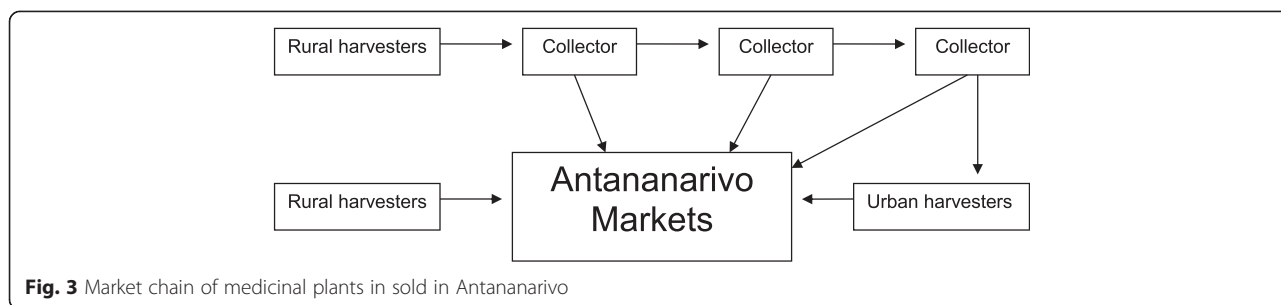 Rural harvesters
Collector
Collector
Collector
Antananarivo
Markets
Rural harvesters
Urban harvesters
Fig. 3 Market chain of medicinal plants in sold in Antananarivo